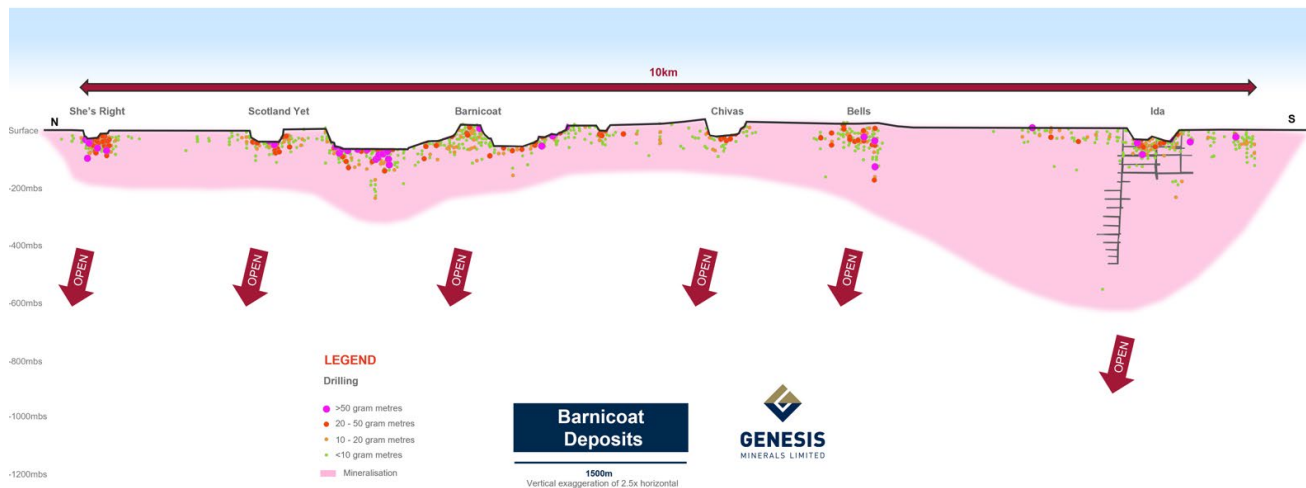 10km
She's Right
Scotland Yet
Barnicoat
Chivas
Bells
Ida
N
S
Surface
-200mbs
-400mbs
OPEN
OPEN
OPEN
OPEN
OPEN
-600mbs
OPEN
-800mbs
-1000mbs
-1200mbs
LEGEND
Drilling
>50 gram metres
20 - 50 gram metres
10 - 20 gram metres
<10 gram metres
Mineralisation
Barnicoat
Deposits
1500m
Vertical exaggeration of 2.5x horizontal
GENESIS
MINERALS LIMITED